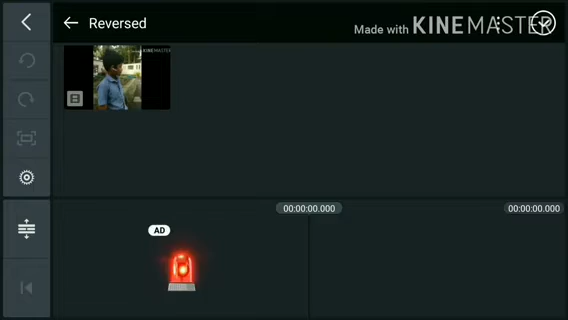 Reversed
Made with KINEMASTER
KINEMASTER
00:00:00.000
00:00:00.000
AD